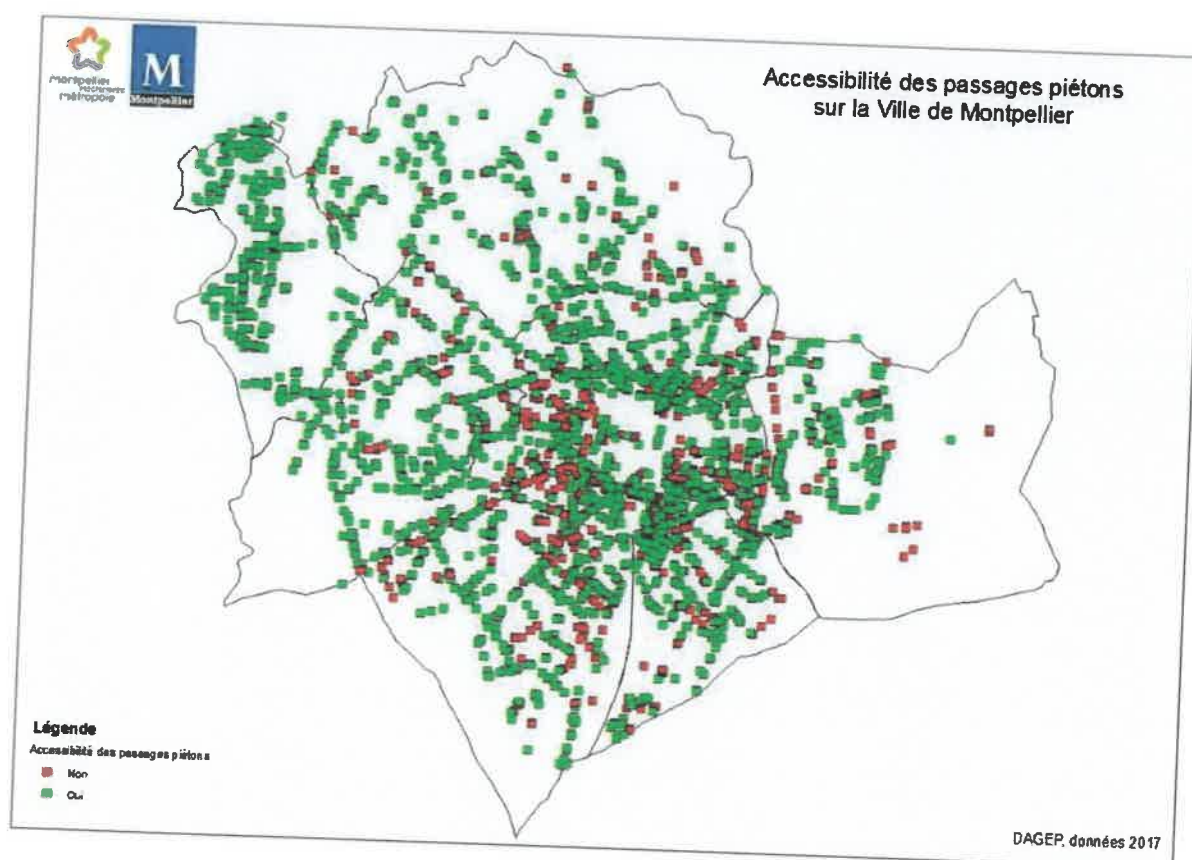 Montpellier
Méditerranée
métropole
M
Montpellier
Accessibilité des passages piétons
sur la Ville de Montpellier
Légende
Accessibilité des passages piétons
Non
Oui
DAGEP, données 2017